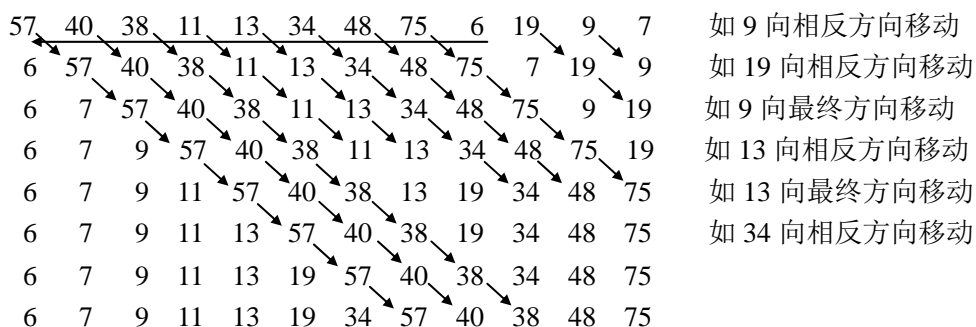 57 40 38 11 13 34 48 75 6 19 9 7 如 9 向相反方向移动
6 57 40 38 11 13 34 48 75 7 19 9 如 19 向相反方向移动
6 7 57 40 38 11 13 34 48 75 9 19 如 9 向最终方向移动
6 7 9 57 40 38 11 13 34 48 75 19 如 13 向相反方向移动
6 7 9 11 57 40 38 13 19 34 48 75 如 13 向最终方向移动
6 7 9 11 13 57 40 38 19 34 48 75 如 34 向相反方向移动
6 7 9 11 13 19 57 40 38 34 48 75
6 7 9 11 13 19 34 57 40 38 48 75